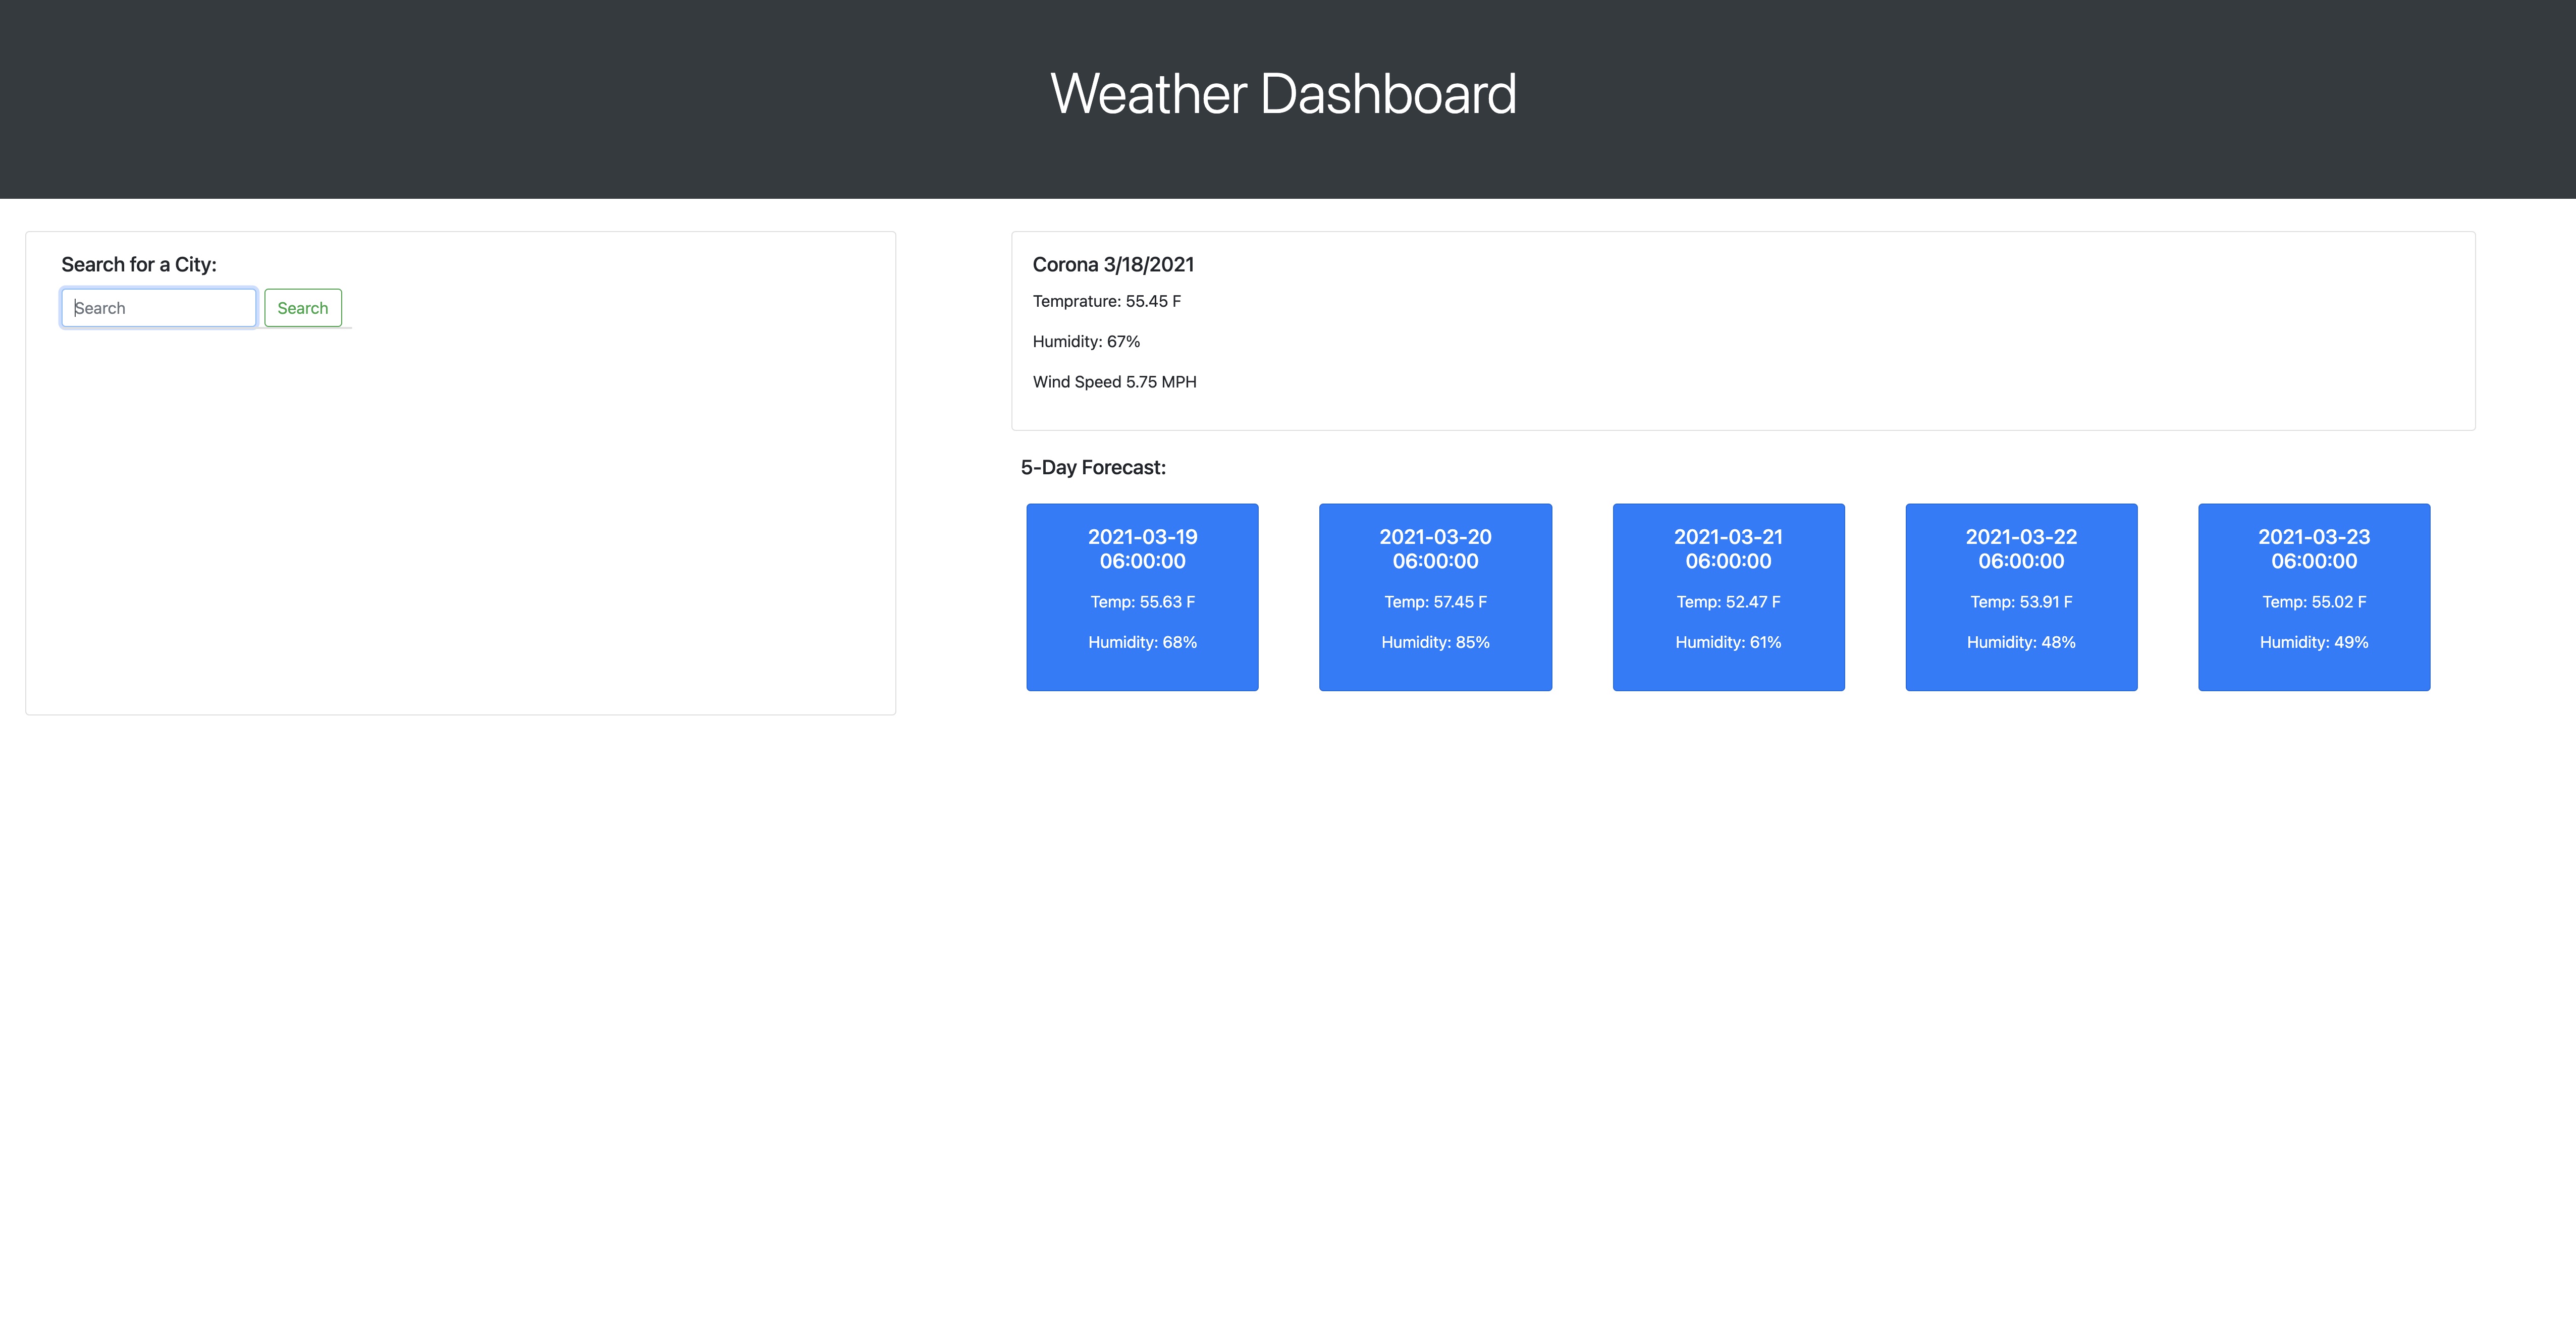 Weather Dashboard
Search for a City:
Search
Search
Corona 3/18/2021
Temprature: 55.45 F
Humidity: 67%
Wind Speed 5.75 MPH
5-Day Forecast:
2021-03-19
06:00:00
Temp: 55.63 F
Humidity: 68%
2021-03-20
06:00:00
Temp: 57.45 F
Humidity: 85%
2021-03-21
06:00:00
Temp: 52.47 F
Humidity: 61%
2021-03-22
06:00:00
Temp: 53.91 F
Humidity: 48%
2021-03-23
06:00:00
Temp: 55.02 F
Humidity: 49%